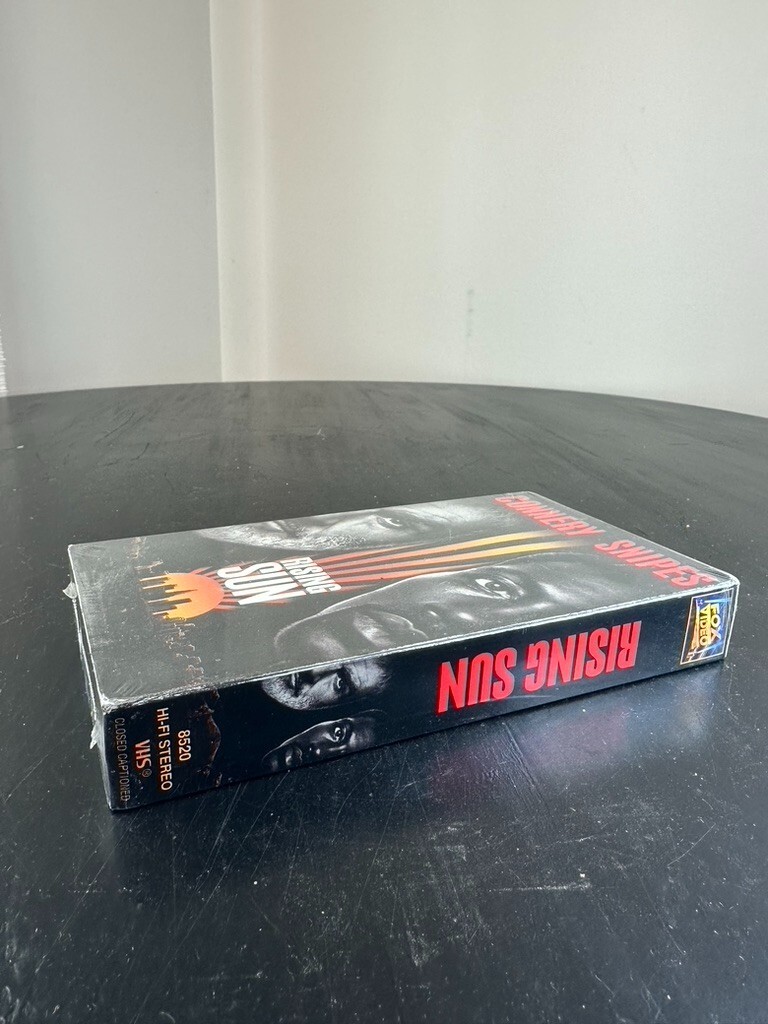 CONNERY SNIPES
RISING
SUN
RISING SUN
FOX
VIDEO
8520
HI-FI STEREO
VHS
CLOSED CAPTIONED